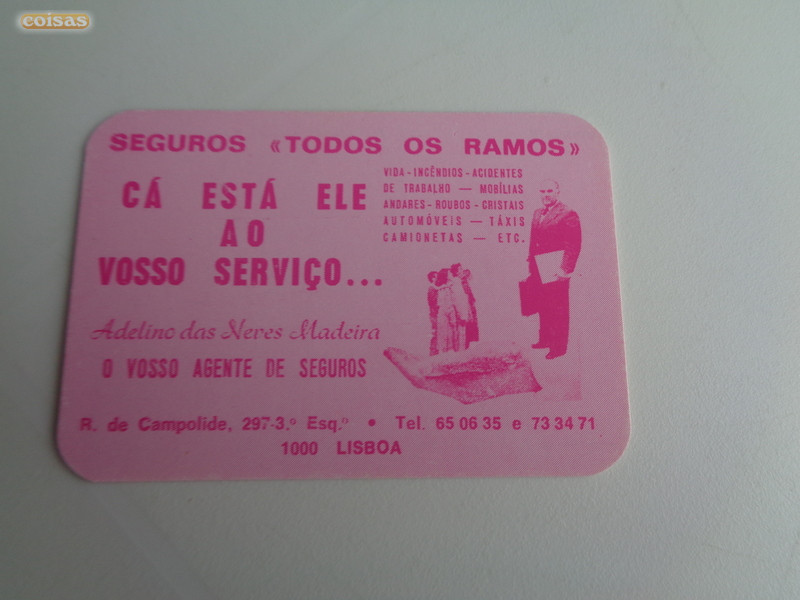 coisas
SEGUROS «TODOS OS RAMOS»
CÁ ESTÁ ELE
AO
VOSSO SERVIÇO...
VIDA - INCÊNDIOS - ACIDENTES
DE TRABALHO — MOBÍLIAS
ANDARES - ROUBOS - CRISTAIS
AUTOMÓVEIS — TÁXIS
CAMIONETAS — ETC.
Adelino das Neves Madeira
O VOSSO AGENTE DE SEGUROS
R. de Campolide, 297-3.º Esq.º • Tel. 65 06 35 e 73 34 71
1000 LISBOA